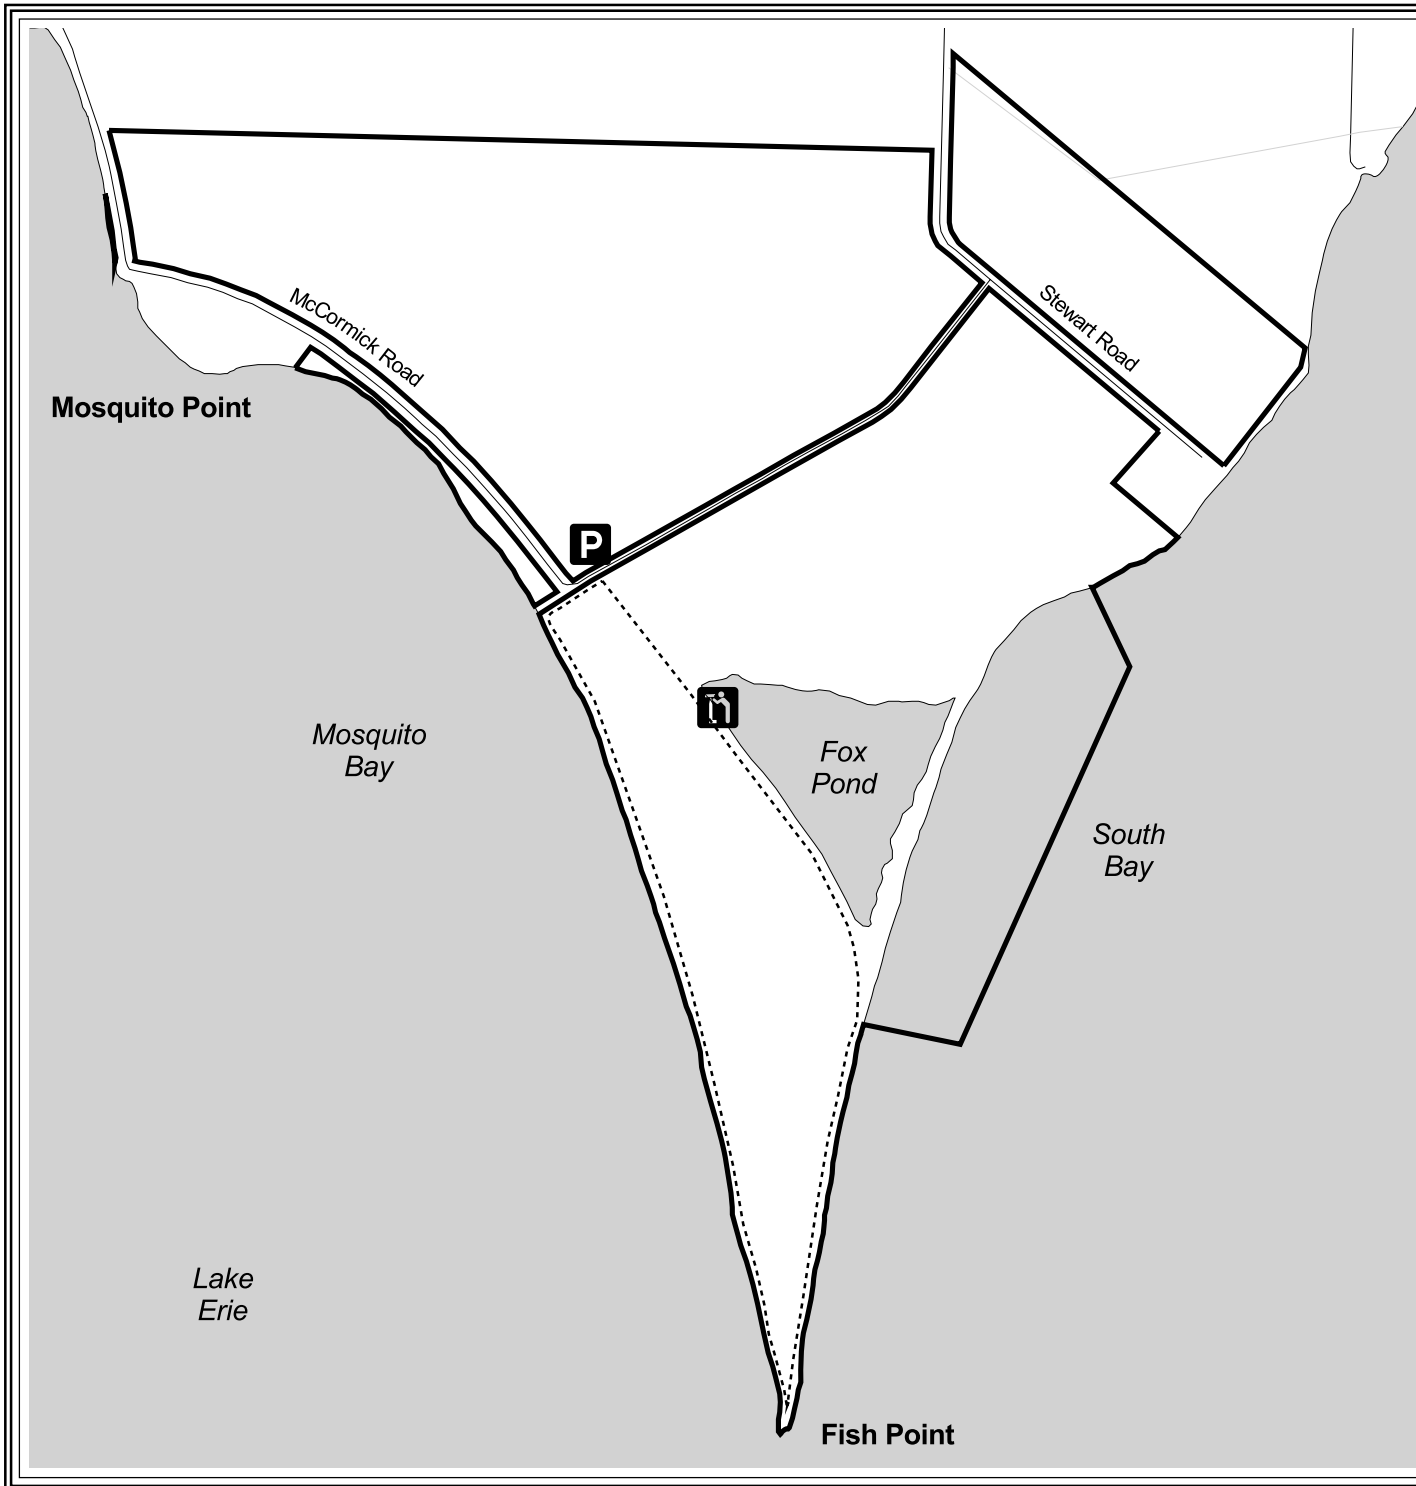 McCormick Road
Stewart Road
Mosquito Point
P
Mosquito
Bay
Fox
Pond
South
Bay
Lake
Erie
Fish Point